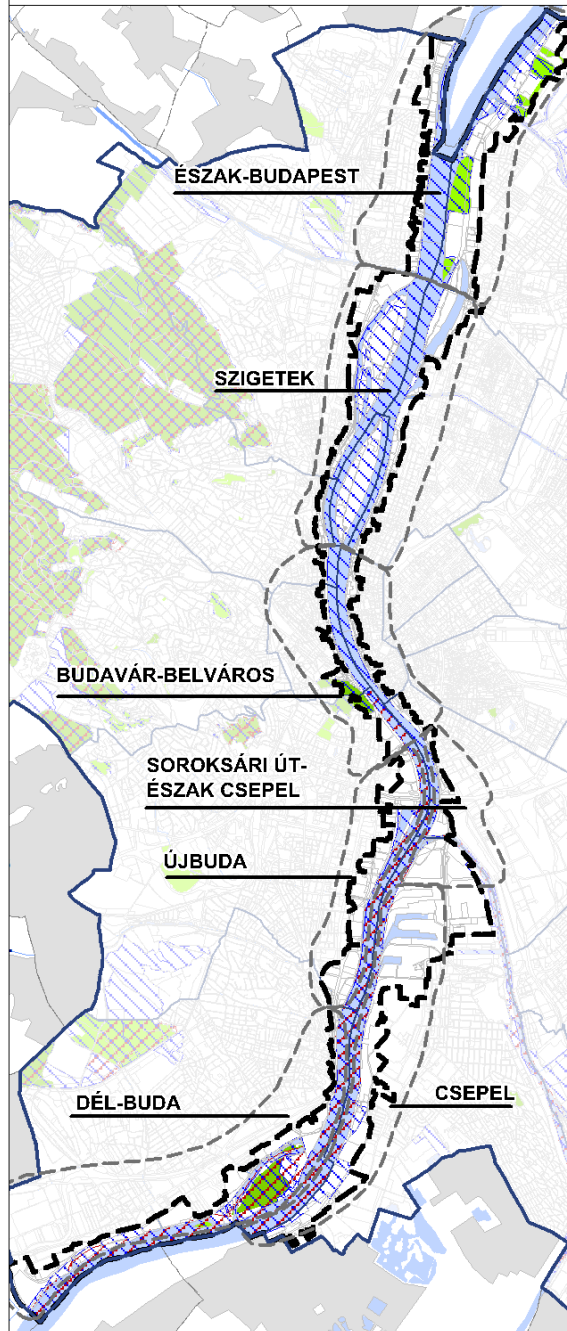 ÉSZAK-BUDAPEST
SZIGETEK
BUDAVÁR-BELVÁROS
SOROKSÁRI ÚT-
ÉSZAK CSEPEL
ÚJBUDA
DÉL-BUDA
CSEPEL